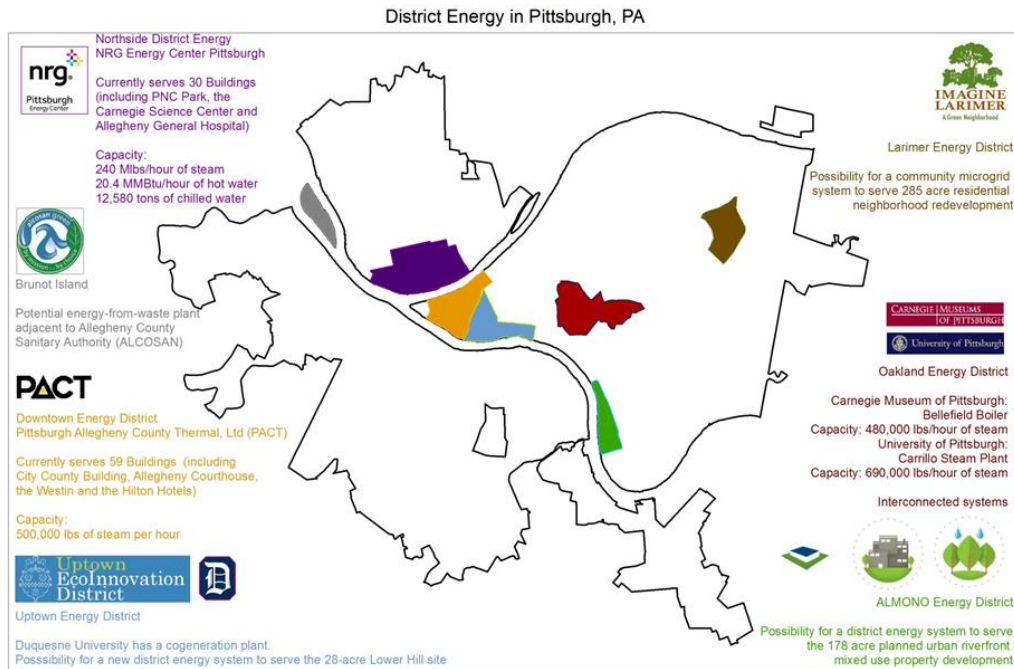 District Energy in Pittsburgh, PA
nrg
Pittsburgh
Energy Center
Northside District Energy
NRG Energy Center Pittsburgh
Currently serves 30 Buildings
(including PNC Park, the
Carnegie Science Center and
Allegheny General Hospital)
Capacity:
240 Mlbs/hour of steam
20.4 MMBtu/hour of hot water
12,580 tons of chilled water
alcosan green
Brunot Island
Potential energy-from-waste plant
adjacent to Allegheny County
Sanitary Authority (ALCOSAN)
PACT
Downtown Energy District
Pittsburgh Allegheny County Thermal, Ltd (PACT)
Currently serves 59 Buildings (including
City County Building, Allegheny Courthouse,
the Westin and the Hilton Hotels)
Capacity:
500,000 lbs of steam per hour
Uptown
EcoInnovation
District
D
Uptown Energy District
Duquesne University has a cogeneration plant.
Possibility for a new district energy system to serve the 28-acre Lower Hill site
IMAGINE
LARIMER
A Green Neighborhood
Larimer Energy District
Possibility for a community microgrid
system to serve 285 acre residential
neighborhood redevelopment
CARNEGIE MUSEUMS
OF PITTSBURGH
University of Pittsburgh
Oakland Energy District
Carnegie Museum of Pittsburgh:
Bellefield Boiler
Capacity: 480,000 lbs/hour of steam
University of Pittsburgh:
Carrillo Steam Plant
Capacity: 690,000 lbs/hour of steam
Interconnected systems
ALMONO Energy District
Possibility for a district energy system to serve
the 178 acre planned urban riverfront
mixed use property development